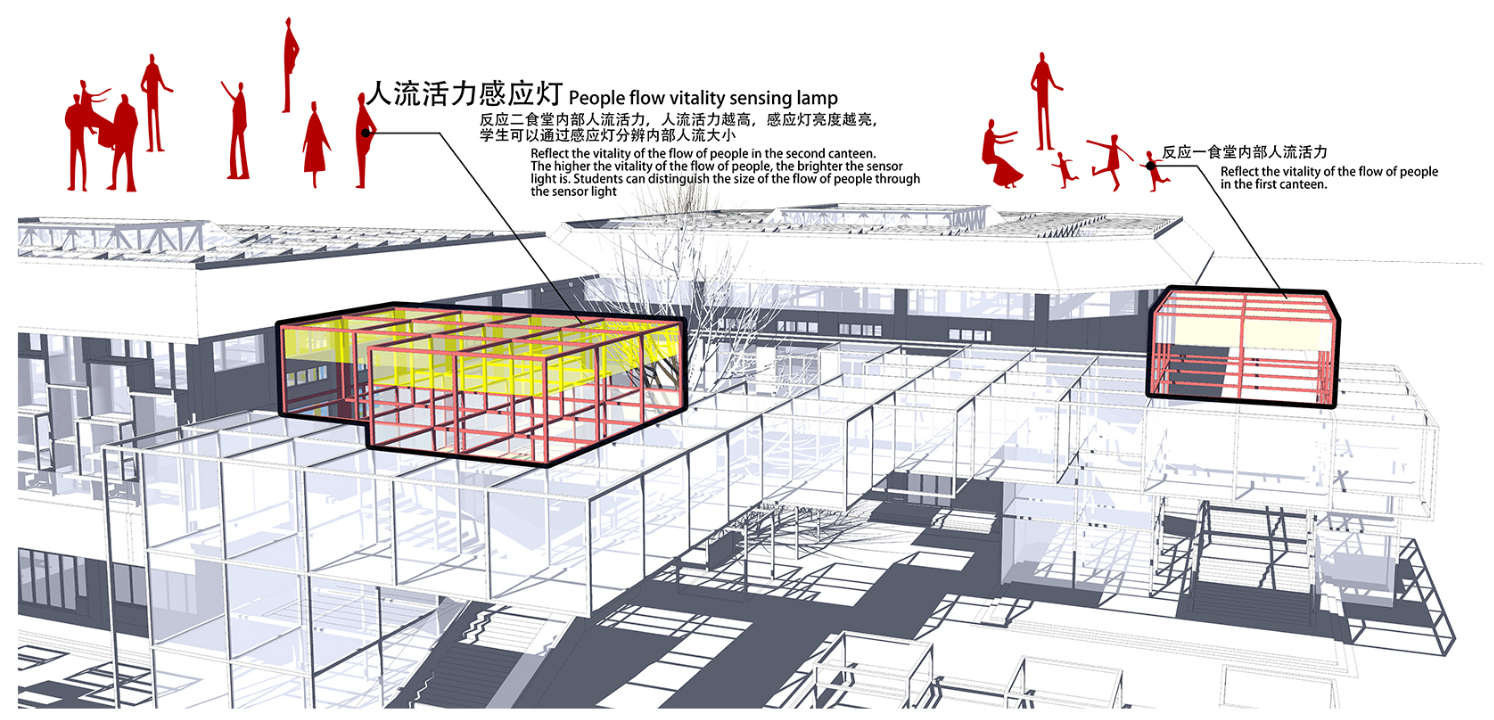 人流活力感应灯 People flow vitality sensing lamp
反应二食堂内部人流活力，人流活力越高，感应灯亮度越亮，
学生可以通过感应灯分辨内部人流大小
Reflect the vitality of the flow of people in the second canteen.
The higher the vitality of the flow of people, the brighter the sensor
light is. Students can distinguish the size of the flow of people through
the sensor light
反应一食堂内部人流活力
Reflect the vitality of the flow of people
in the first canteen.